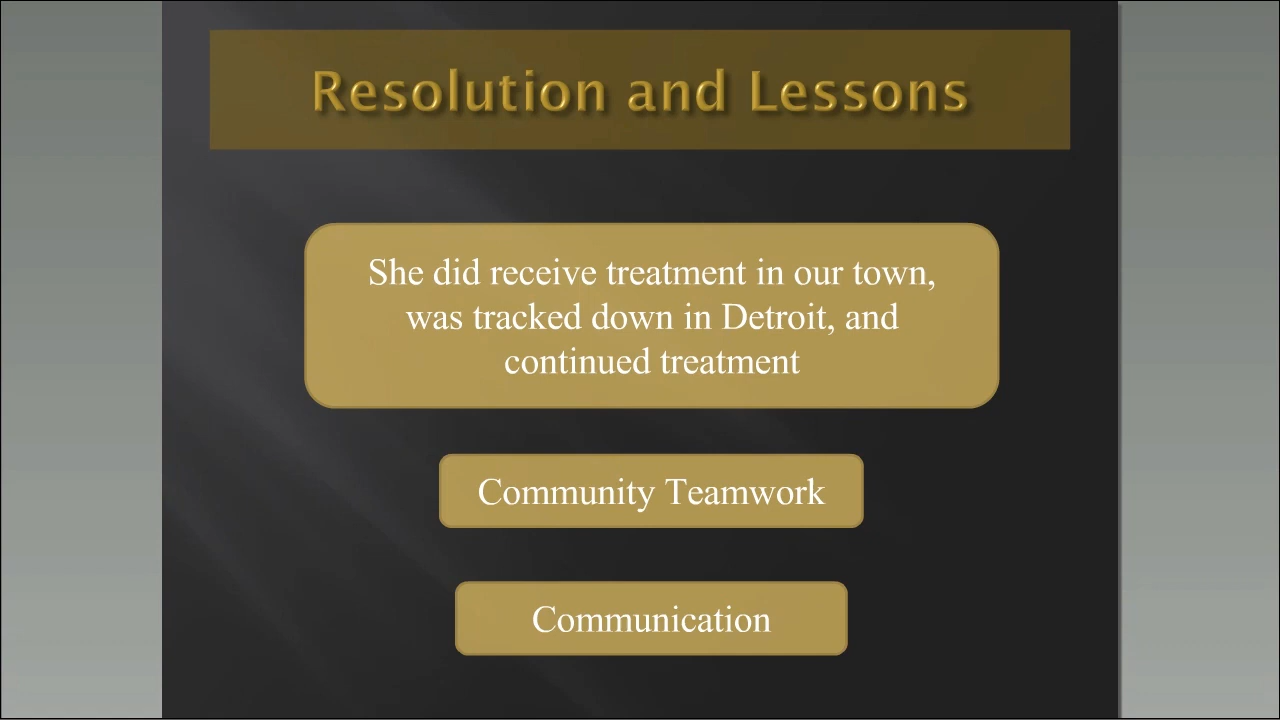 Resolution and Lessons
She did receive treatment in our town,
was tracked down in Detroit, and
continued treatment
Community Teamwork
Communication